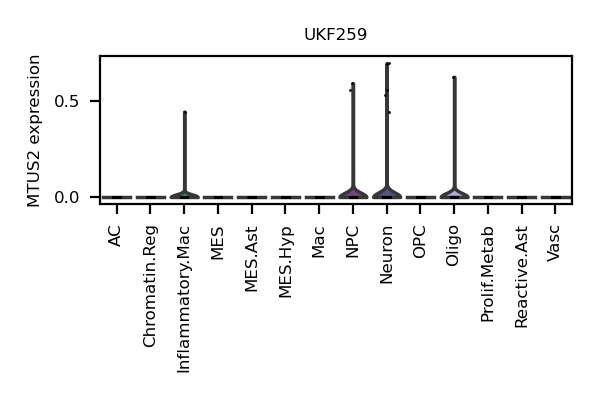 UKF259
MTUS2 expression
0.5
0.0
AC
Chromatin.Reg
Inflammatory.Mac
MES
MES.Ast
MES.Hyp
Mac
NPC
Neuron
OPC
Oligo
Prolif.Metab
Reactive.Ast
Vasc